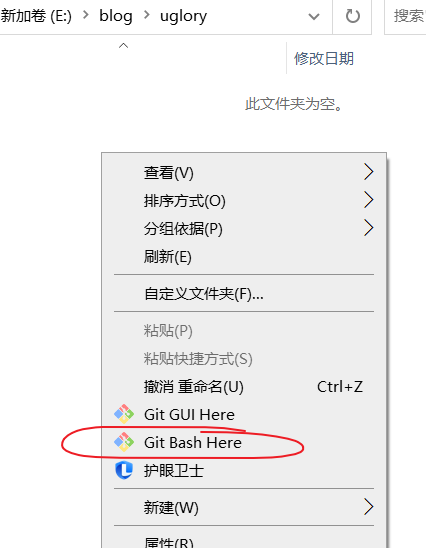 新加卷 (E:) > blog > uglory
搜索
修改日期
此文件夹为空。
查看(V)
排序方式(O)
分组依据(P)
刷新(E)
自定义文件夹(F)...
粘贴(P)
粘贴快捷方式(S)
撤消 重命名(U) Ctrl+Z
Git GUI Here
Git Bash Here
护眼卫士
新建(W)
属性(R)